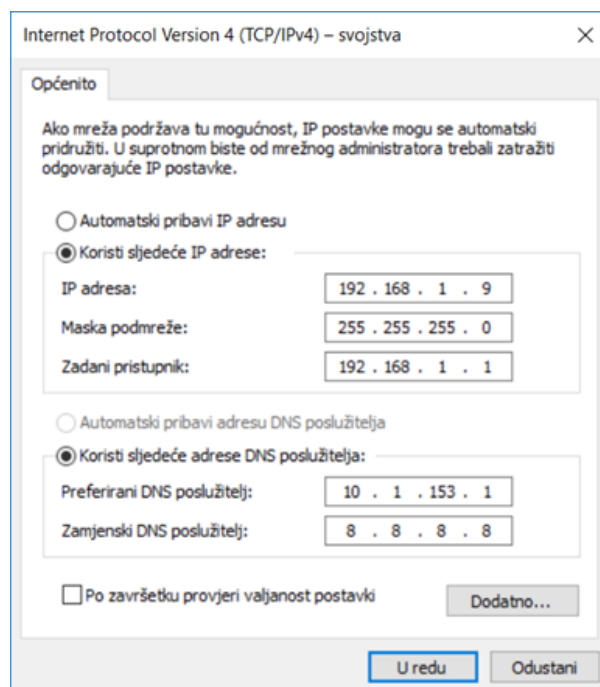 Internet Protocol Version 4 (TCP/IPv4) – svojstva
Općenito
Ako mreža podržava tu mogućnost, IP postavke mogu se automatski
pridružiti. U suprotnom biste od mrežnog administratora trebali zatražiti
odgovarajuće IP postavke.
Automatski pribavi IP adresu
Koristi sljedeće IP adrese:
IP adresa: 192 . 168 . 1 . 9
Maska podmreže: 255 . 255 . 255 . 0
Zadani pristupnik: 192 . 168 . 1 . 1
Automatski pribavi adresu DNS poslužitelja
Koristi sljedeće adrese DNS poslužitelja:
Preferirani DNS poslužitelj: 10 . 1 . 153 . 1
Zamjenski DNS poslužitelj: 8 . 8 . 8 . 8
Po završetku provjeri valjanost postavki
Dodatno...
U redu Odustani